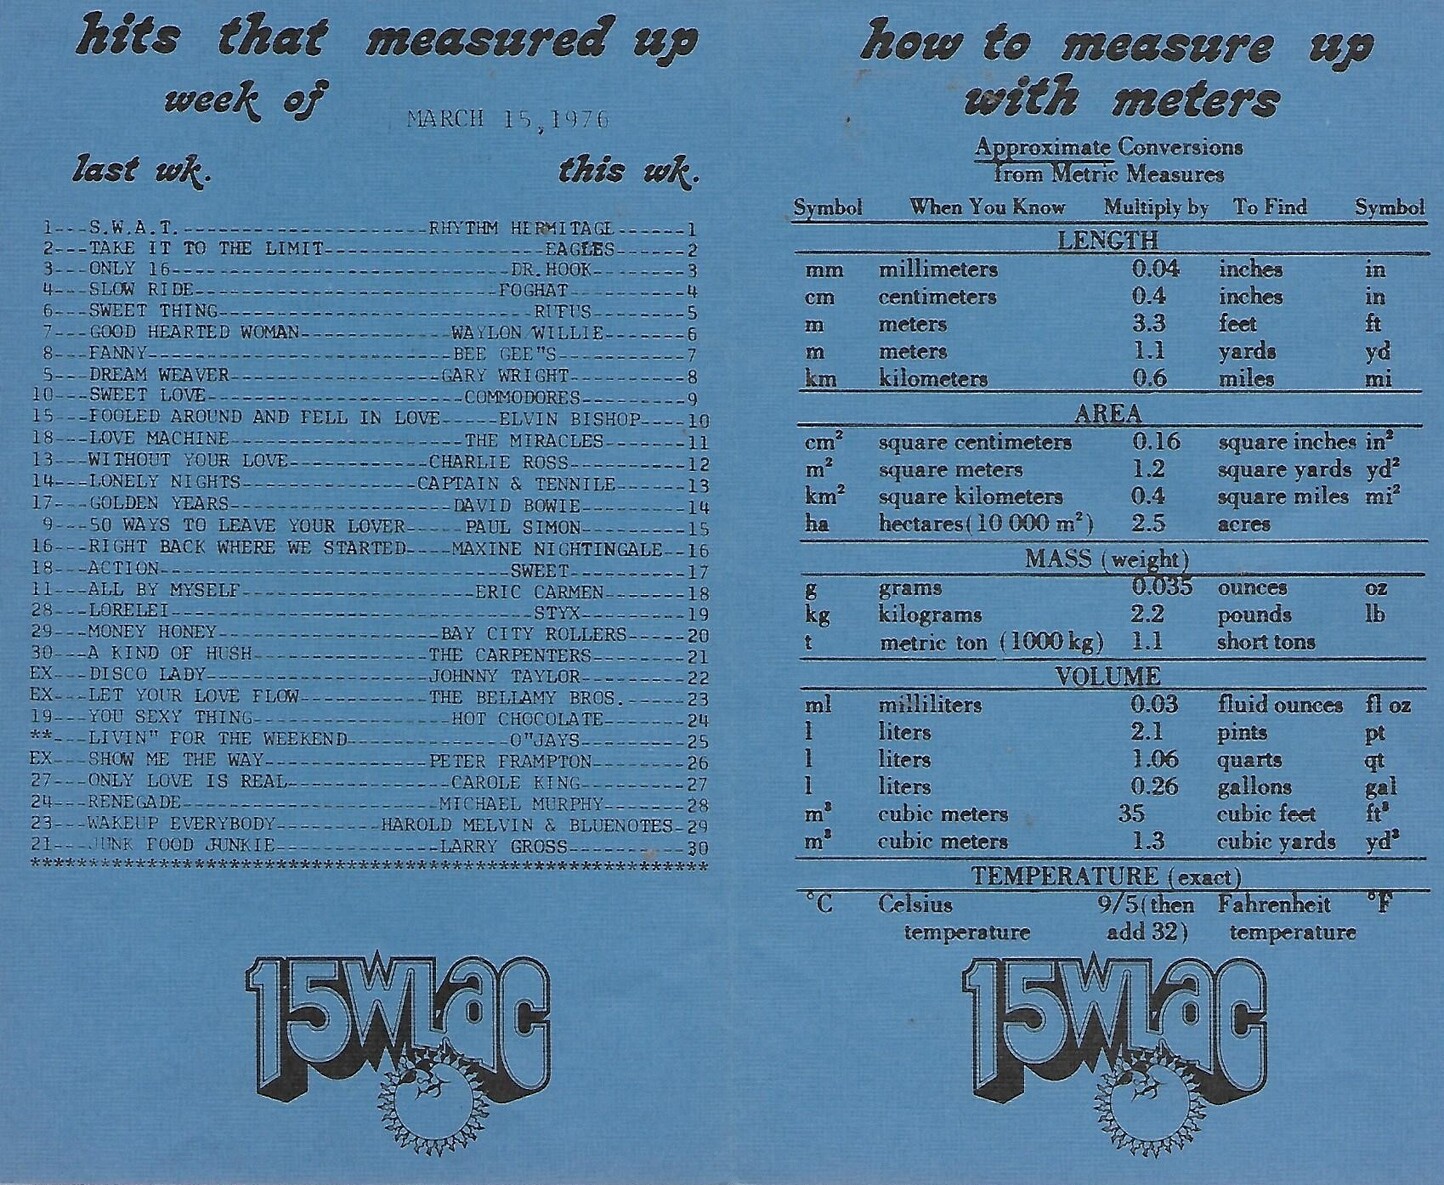 hits that measured up
week of MARCH 15,1976
last wk. this wk.
1---S.W.A.T.---------------------RHYTHM HERMITAGE------1
2---TAKE IT TO THE LIMIT-------------------EAGLES------2
3---ONLY 16-----------------------------DR.HOOK--------3
4---SLOW RIDE--------------------------FOGHAT----------4
6---SWEET THING---------------------------RUFUS--------5
7---GOOD HEARTED WOMAN-------------WAYLON/WILLIE-------6
8---FANNY--------------------------BEE GEE"S-----------7
5---DREAM WEAVER------------------GARY WRIGHT----------8
10---SWEET LOVE----------------------COMMODORES---------9
15---FOOLED AROUND AND FELL IN LOVE-----ELVIN BISHOP----10
18---LOVE MACHINE--------------------THE MIRACLES-------11
13---WITHOUT YOUR LOVE------------CHARLIE ROSS----------12
14---LONELY NIGHTS---------------CAPTAIN & TENNILE------13
17---GOLDEN YEARS-------------------DAVID BOWIE---------14
9---50 WAYS TO LEAVE YOUR LOVER-----PAUL SIMON---------15
16---RIGHT BACK WHERE WE STARTED----MAXINE NIGHTINGALE--16
18---ACTION------------------------------SWEET----------17
11---ALL BY MYSELF--------------------ERIC CARMEN-------18
28---LORELEI-------------------------------STYX---------19
29---MONEY HONEY-------------------BAY CITY ROLLERS-----20
30---A KIND OF HUSH---------------THE CARPENTERS--------21
EX---DISCO LADY-------------------JOHNNY TAYLOR---------22
EX---LET YOUR LOVE FLOW-----------THE BELLAMY BROS.-----23
19---YOU SEXY THING-----------------HOT CHOCOLATE-------24
**---LIVIN" FOR THE WEEKEND--------------O"JAYS---------25
EX---SHOW ME THE WAY--------------PETER FRAMPTON--------26
27---ONLY LOVE IS REAL--------------CAROLE KING---------27
24---RENEGADE----------------------MICHAEL MURPHY-------28
23---WAKEUP EVERYBODY---------HAROLD MELVIN & BLUENOTES-29
21---JUNK FOOD JUNKIE--------------LARRY GROSS----------30
**********************************************************
15WLAC
how to measure up
with meters
Approximate Conversions
from Metric Measures
Symbol When You Know Multiply by To Find Symbol
LENGTH
mm millimeters 0.04 inches in
cm centimeters 0.4 inches in
m meters 3.3 feet ft
m meters 1.1 yards yd
km kilometers 0.6 miles mi
AREA
cm² square centimeters 0.16 square inches in²
m² square meters 1.2 square yards yd²
km² square kilometers 0.4 square miles mi²
ha hectares(10 000 m²) 2.5 acres
MASS (weight)
g grams 0.035 ounces oz
kg kilograms 2.2 pounds lb
t metric ton (1000 kg) 1.1 short tons
VOLUME
ml milliliters 0.03 fluid ounces fl oz
l liters 2.1 pints pt
l liters 1.06 quarts qt
l liters 0.26 gallons gal
m³ cubic meters 35 cubic feet ft³
m³ cubic meters 1.3 cubic yards yd³
TEMPERATURE (exact)
°C Celsius 9/5(then Fahrenheit °F
temperature add 32) temperature
15WLAC